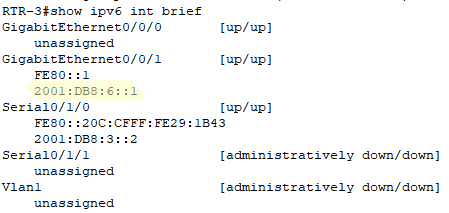 RTR-3#show ipv6 int brief
GigabitEthernet0/0/0 [up/up]
unassigned
GigabitEthernet0/0/1 [up/up]
FE80::1
2001:DB8:6::1
Serial0/1/0 [up/up]
FE80::20C:CFFF:FE29:1B43
2001:DB8:3::2
Serial0/1/1 [administratively down/down]
unassigned
Vlan1 [administratively down/down]
unassigned